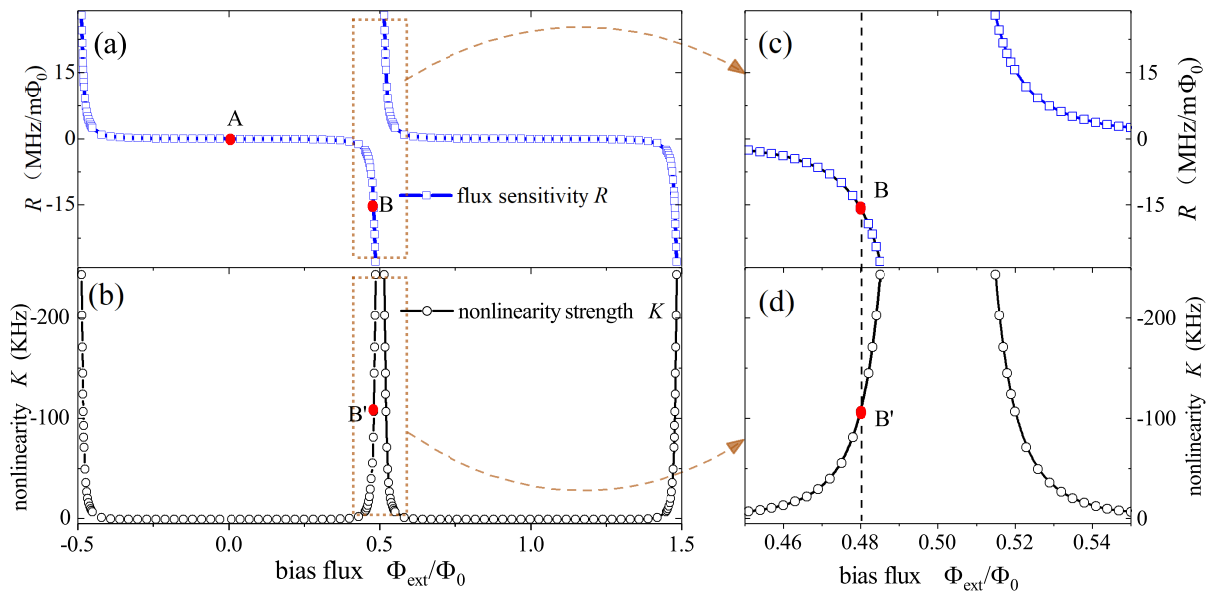 (a)
A
B
flux sensitivity R
15
0
-15
R (MHz/mΦ0)
(b)
nonlinearity strength K
B'
-200
-100
0
nonlinearity K (KHz)
-0.5 0.0 0.5 1.0 1.5
bias flux Φext/Φ0
(c)
B
15
0
-15
R (MHz/mΦ0)
(d)
B'
-200
-100
0
nonlinearity K (KHz)
0.46 0.48 0.50 0.52 0.54
bias flux Φext/Φ0